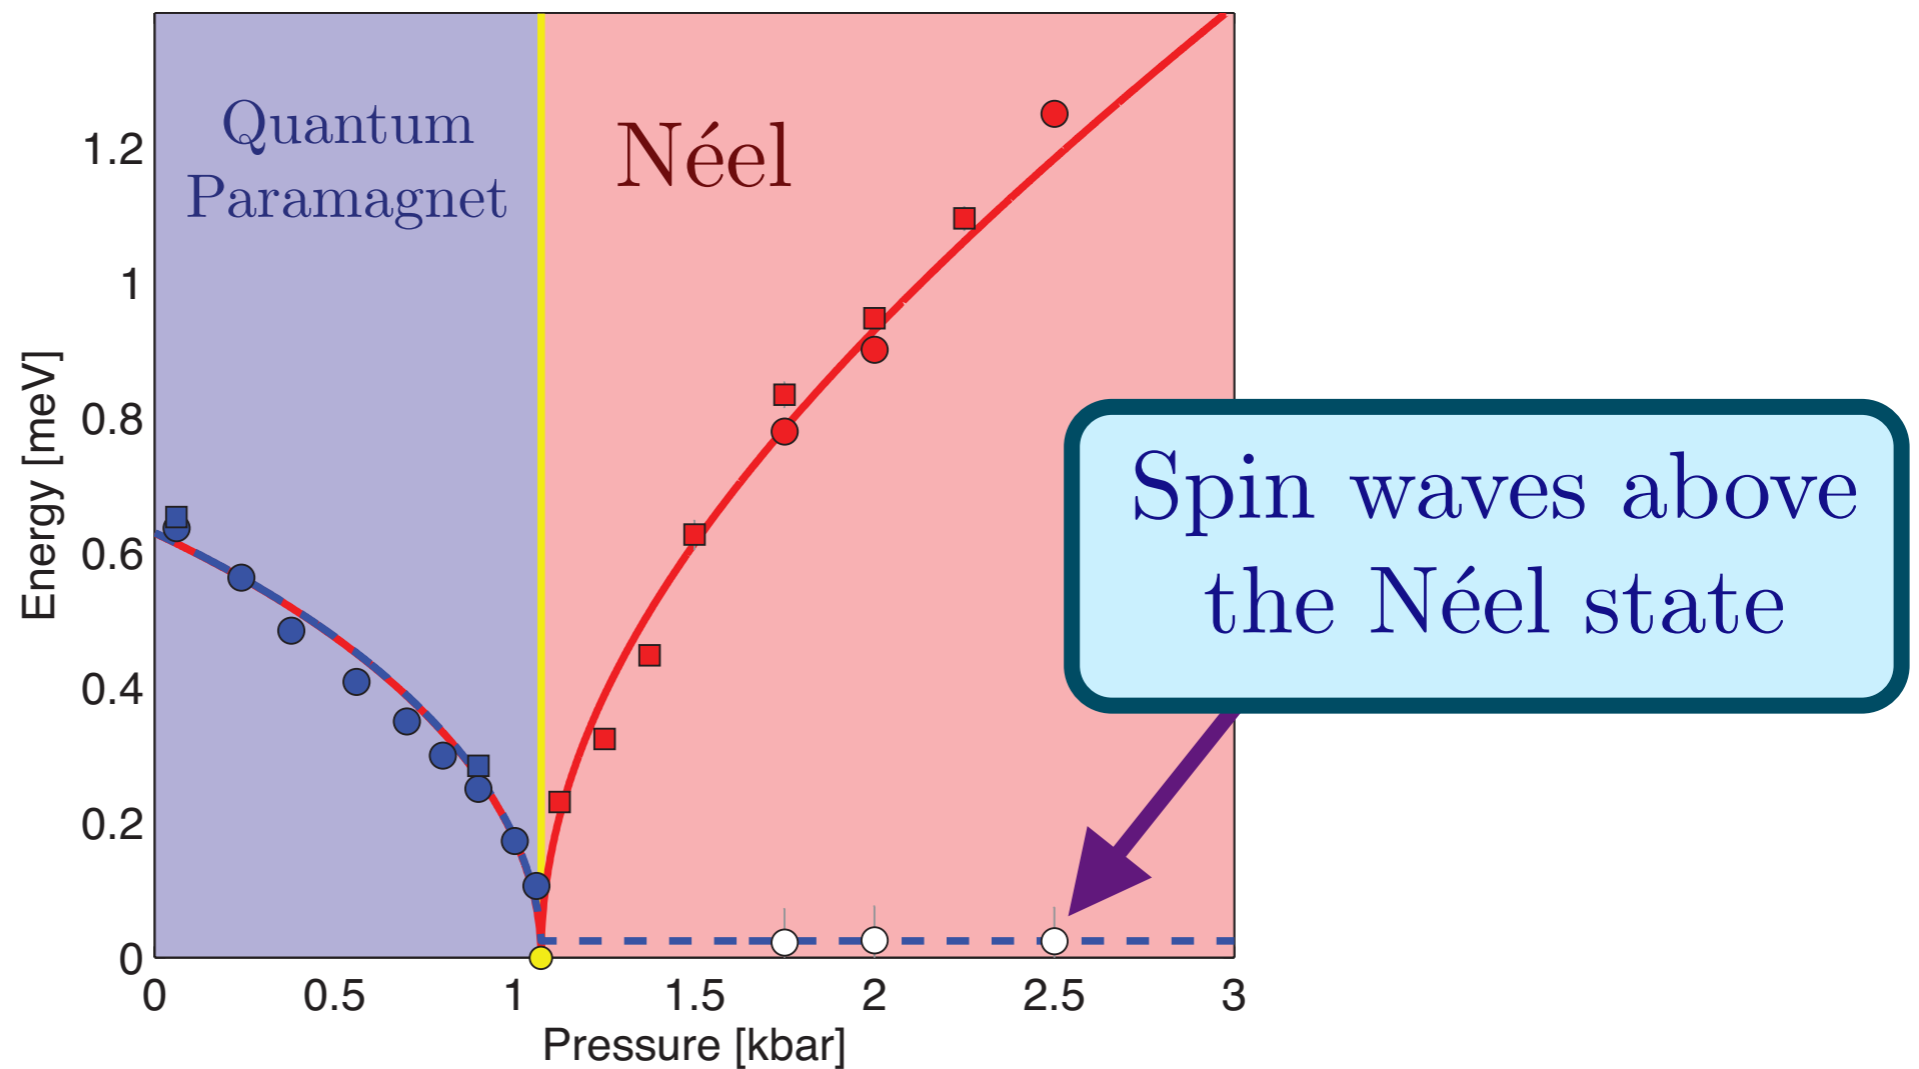 Quantum
Paramagnet
Néel
Spin waves above
the Néel state
Energy [meV]
1.2
1
0.8
0.6
0.4
0.2
0
0 0.5 1 1.5 2 2.5 3
Pressure [kbar]